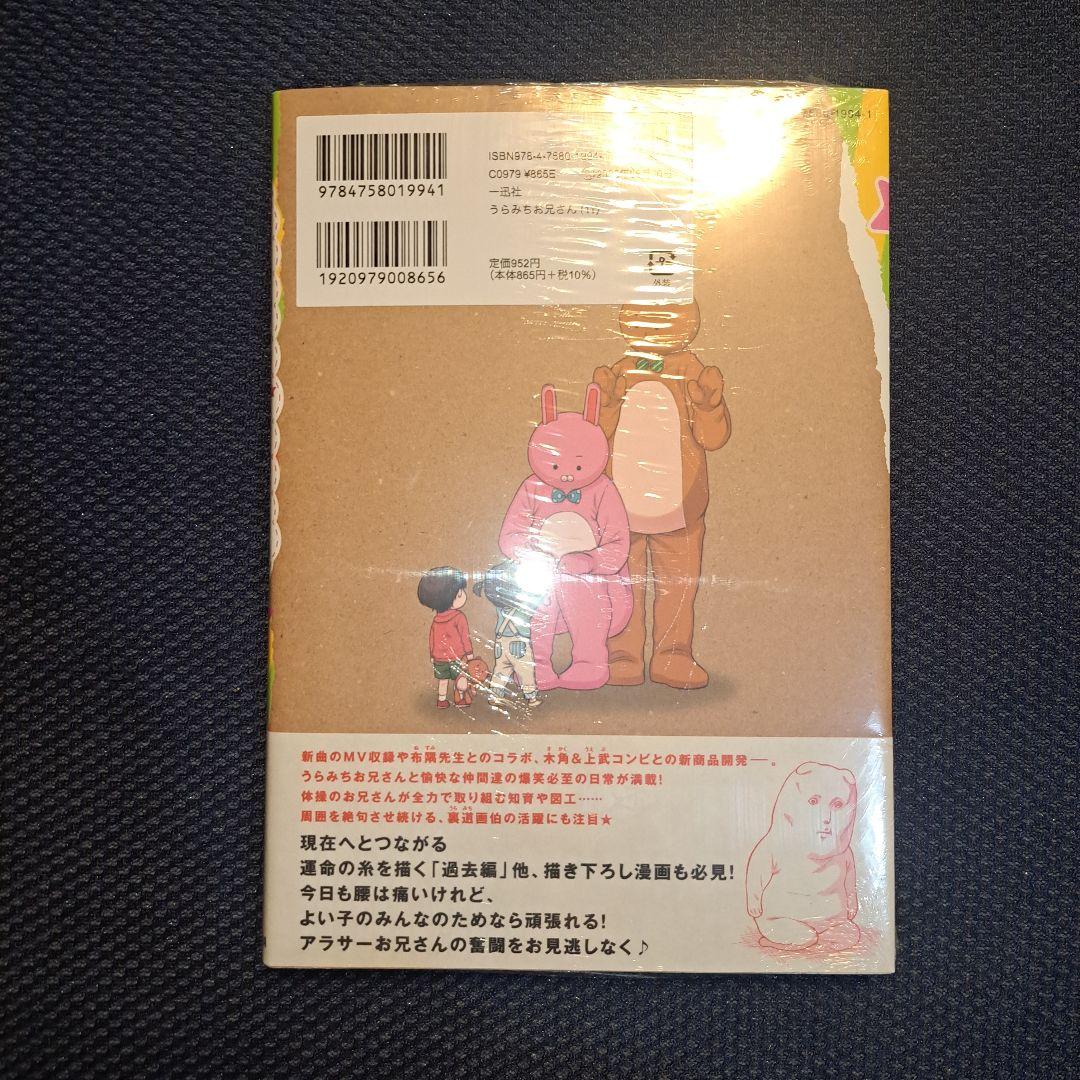 9784758019941
1920979008656
ISBN978-4-7580-1994-
C0979 ¥865E
一迅社
うらみちお兄さん(11)
定価952円
(本体865円+税10%)
外装
1994-1
新曲のMV収録や布隅先生とのコラボ、木角&上武コンビとの新商品開発──。
うらみちお兄さんと愉快な仲間達の爆笑必至の日常が満載!
体操のお兄さんが全力で取り組む知育や図工……
周囲を絶句させ続ける、裏道画伯の活躍にも注目★
現在へとつながる
運命の糸を描く「過去編」他、描き下ろし漫画も必見!
今日も腰は痛いけれど、
よい子のみんなのためなら頑張れる!
アラサーお兄さんの奮闘をお見逃しなく♪